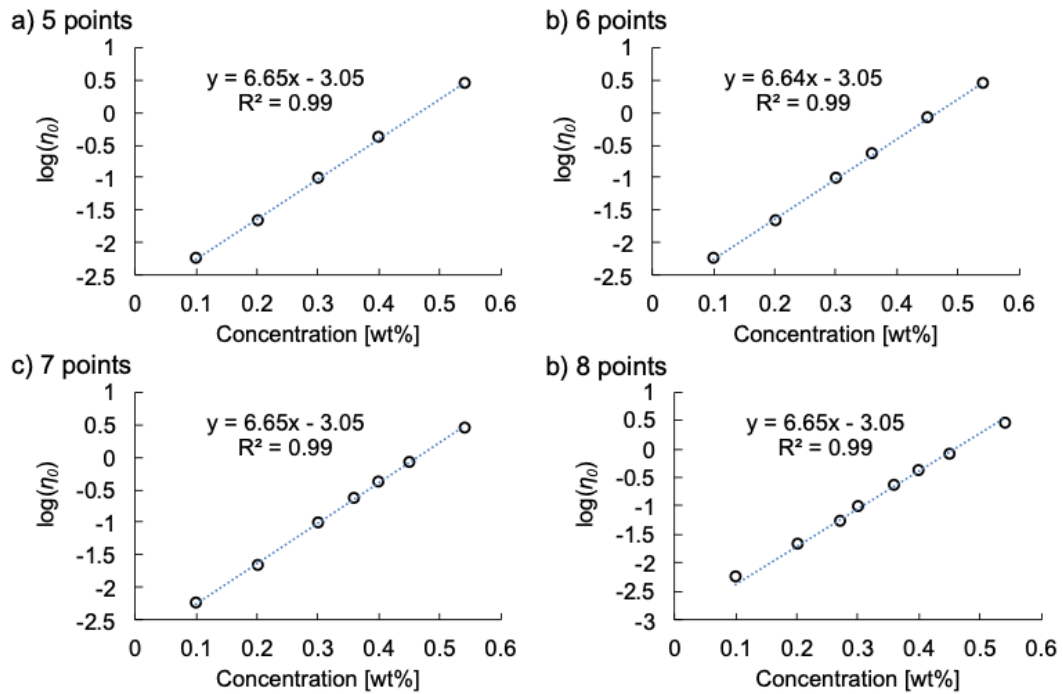 a) 5 points
1
0.5
0
-0.5
-1
-1.5
-2
-2.5
log(η0)
y = 6.65x - 3.05
R² = 0.99
0 0.1 0.2 0.3 0.4 0.5 0.6
Concentration [wt%]
b) 6 points
1
0.5
0
-0.5
-1
-1.5
-2
-2.5
log(η0)
y = 6.64x - 3.05
R² = 0.99
0 0.1 0.2 0.3 0.4 0.5 0.6
Concentration [wt%]
c) 7 points
1
0.5
0
-0.5
-1
-1.5
-2
-2.5
log(η0)
y = 6.65x - 3.05
R² = 0.99
0 0.1 0.2 0.3 0.4 0.5 0.6
Concentration [wt%]
b) 8 points
1
0.5
0
-0.5
-1
-1.5
-2
-2.5
-3
log(η0)
y = 6.65x - 3.05
R² = 0.99
0 0.1 0.2 0.3 0.4 0.5 0.6
Concentration [wt%]